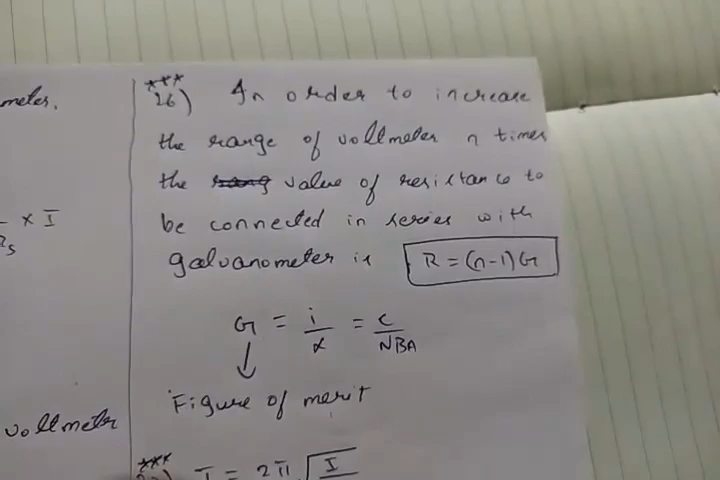 meter.
× I
s
voltmeter
***
26) In order to increase
the range of voltmeter n times
the value of resistance to
be connected in series with
galvanometer is R = (n-1)G
G = i/α = c/NBA
Figure of merit
***
T = 2π √I